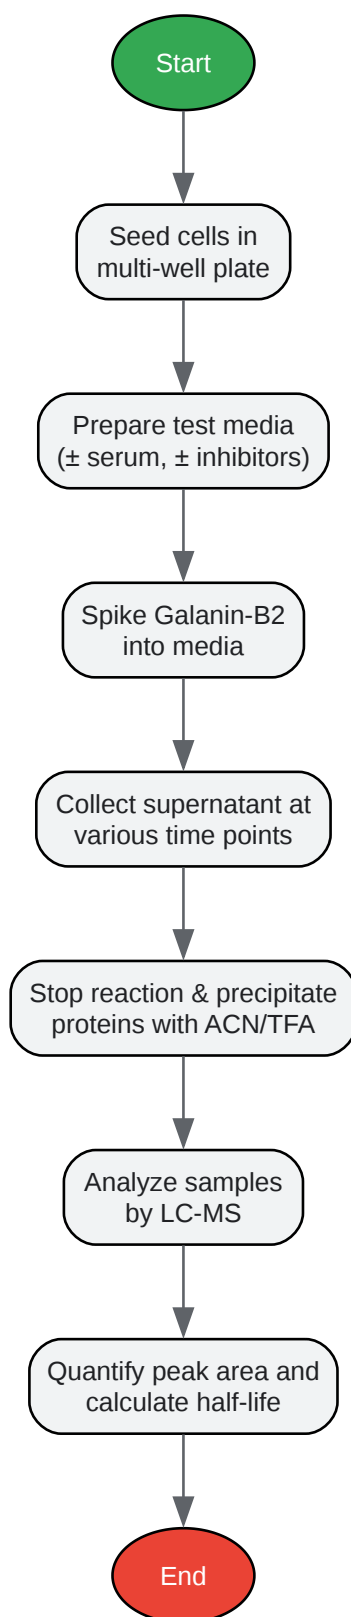 Start
Seed cells in
multi-well plate
Prepare test media
(± serum, ± inhibitors)
Spike Galanin-B2
into media
Collect supernatant at
various time points
Stop reaction & precipitate
proteins with ACN/TFA
Analyze samples
by LC-MS
Quantify peak area and
calculate half-life
End